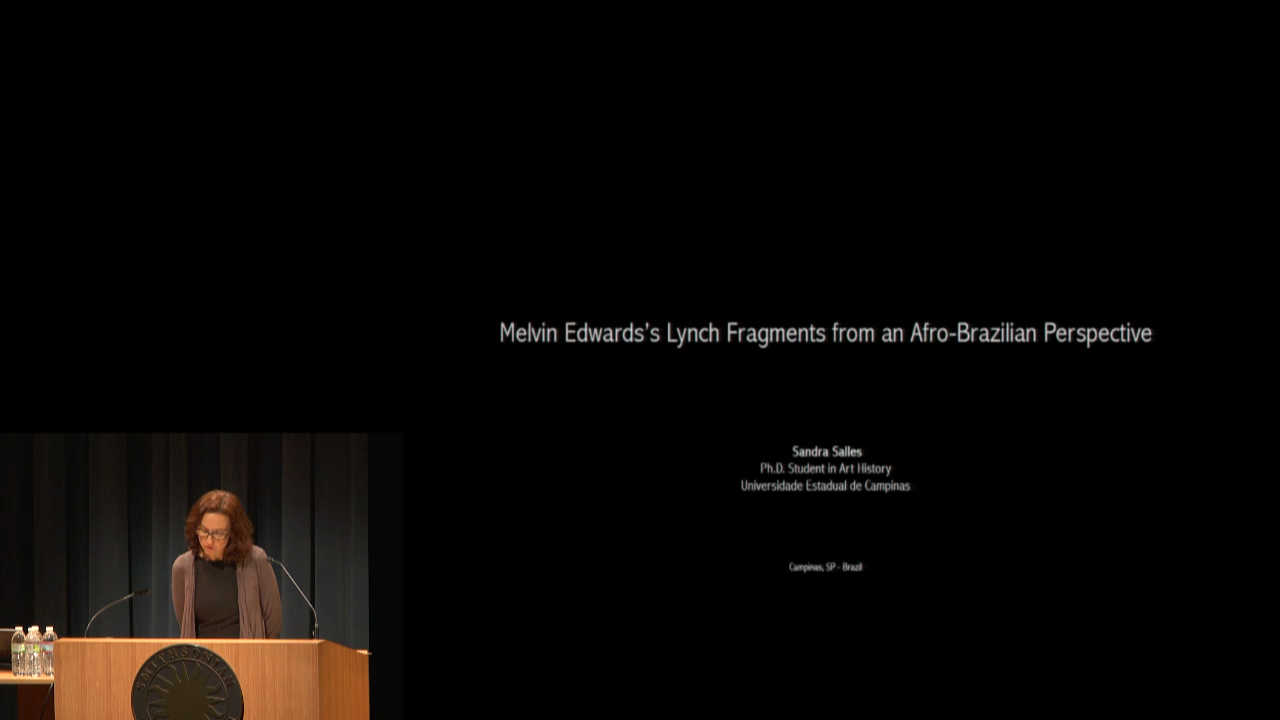 Melvin Edwards's Lynch Fragments from an Afro-Brazilian Perspective
Sandra Salles
Ph.D. Student in Art History
Universidade Estadual de Campinas
Campinas, SP - Brazil
SMITHSONIAN